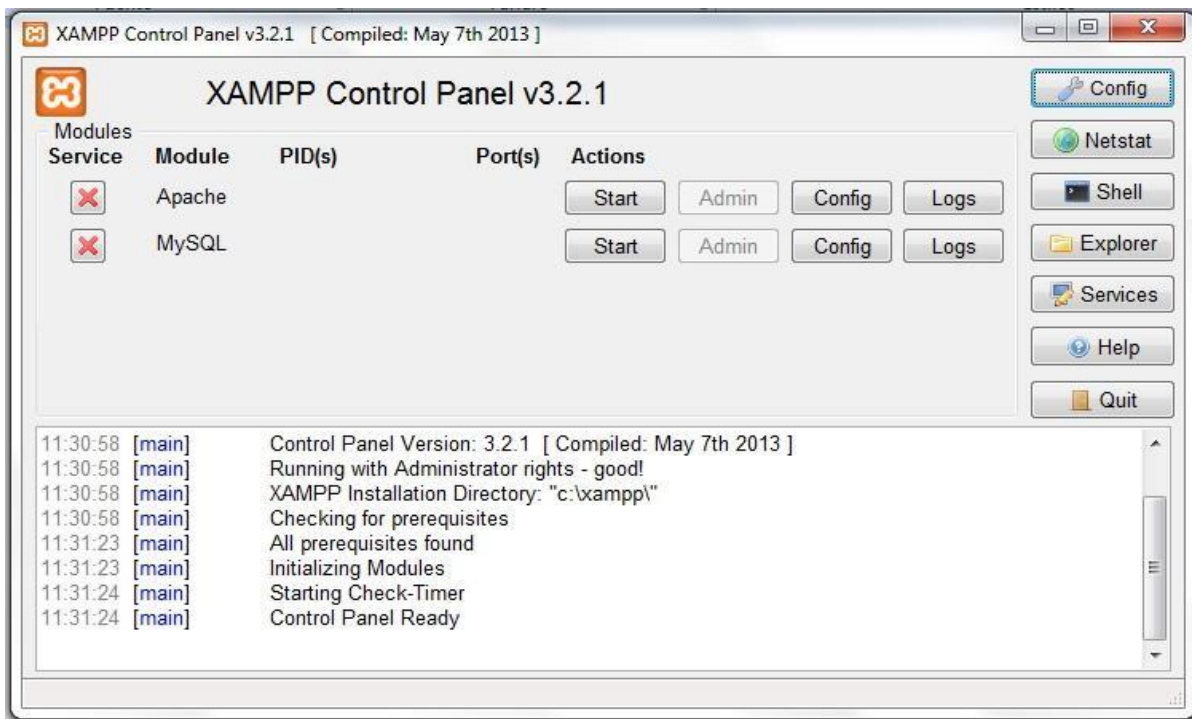 XAMPP Control Panel v3.2.1 [ Compiled: May 7th 2013 ]
XAMPP Control Panel v3.2.1
Config
Modules
Service Module PID(s) Port(s) Actions
Netstat
Apache Start Admin Config Logs
Shell
MySQL Start Admin Config Logs
Explorer
Services
Help
Quit
11:30:58 [main] Control Panel Version: 3.2.1 [ Compiled: May 7th 2013 ]
11:30:58 [main] Running with Administrator rights - good!
11:30:58 [main] XAMPP Installation Directory: "c:\xampp\"
11:30:58 [main] Checking for prerequisites
11:31:23 [main] All prerequisites found
11:31:23 [main] Initializing Modules
11:31:24 [main] Starting Check-Timer
11:31:24 [main] Control Panel Ready